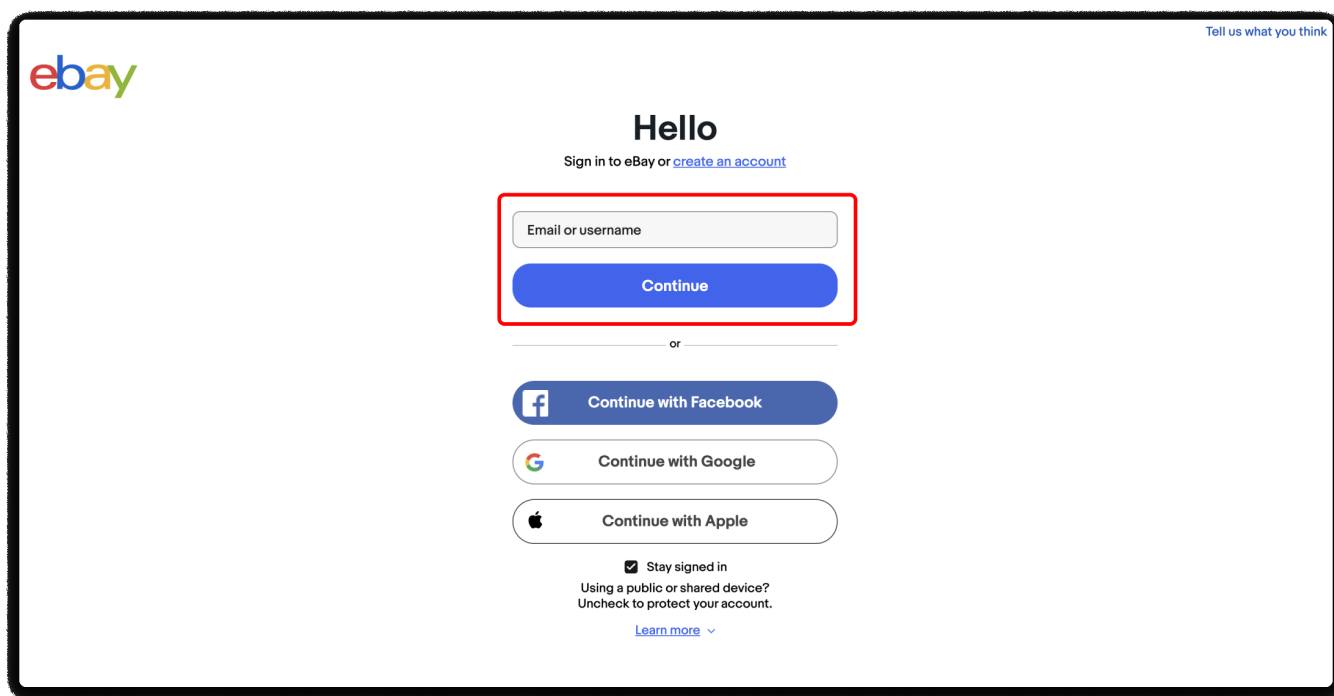 Tell us what you think
ebay
Hello
Sign in to eBay or create an account
Email or username
Continue
or
Continue with Facebook
Continue with Google
Continue with Apple
Stay signed in
Using a public or shared device?
Uncheck to protect your account.
Learn more